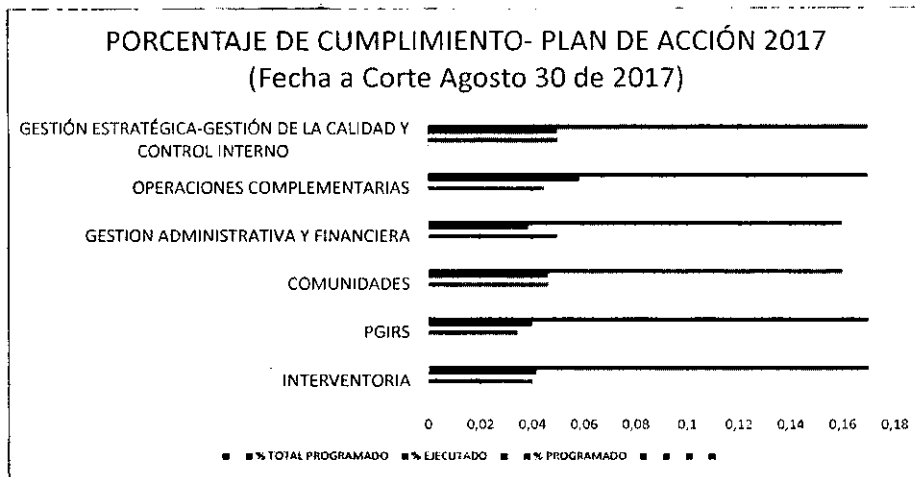 PORCENTAJE DE CUMPLIMIENTO- PLAN DE ACCIÓN 2017
(Fecha a Corte Agosto 30 de 2017)
GESTIÓN ESTRATÉGICA-GESTIÓN DE LA CALIDAD Y
CONTROL INTERNO
OPERACIONES COMPLEMENTARIAS
GESTION ADMINISTRATIVA Y FINANCIERA
COMUNIDADES
PGIRS
INTERVENTORIA
0 0,02 0,04 0,06 0,08 0,1 0,12 0,14 0,16 0,18
% TOTAL PROGRAMADO % EJECUTADO % PROGRAMADO